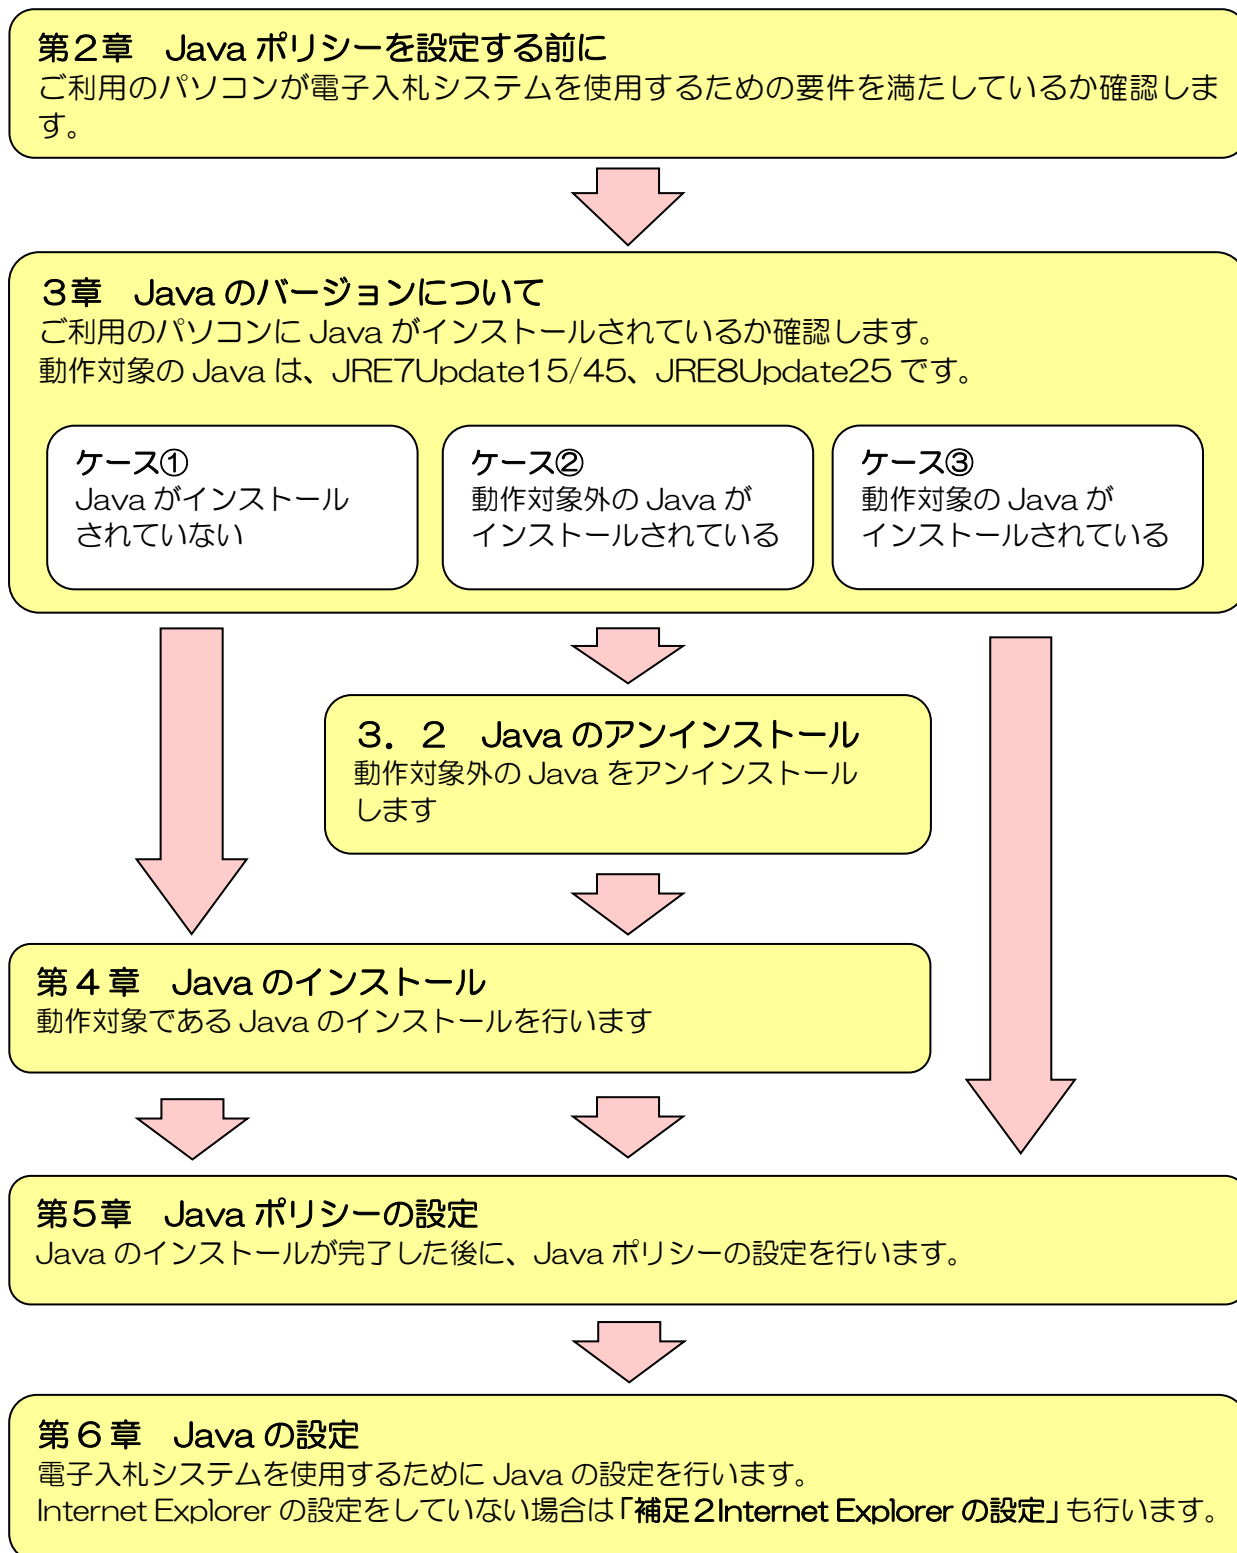 第２章　Java ポリシーを設定する前に
ご利用のパソコンが電子入札システムを使用するための要件を満たしているか確認しま
す。
３章　Java のバージョンについて
ご利用のパソコンに Java がインストールされているか確認します。
動作対象の Java は、JRE7Update15/45、JRE8Update25 です。
ケース①
Java がインストール
されていない
ケース②
動作対象外の Java が
インストールされている
ケース③
動作対象の Java が
インストールされている
３．２　Java のアンインストール
動作対象外の Java をアンインストール
します
第４章　Java のインストール
動作対象である Java のインストールを行います
第５章　Java ポリシーの設定
Java のインストールが完了した後に、Java ポリシーの設定を行います。
第６章　Java の設定
電子入札システムを使用するために Java の設定を行います。
Internet Explorer の設定をしていない場合は「補足２Internet Explorer の設定」も行います。